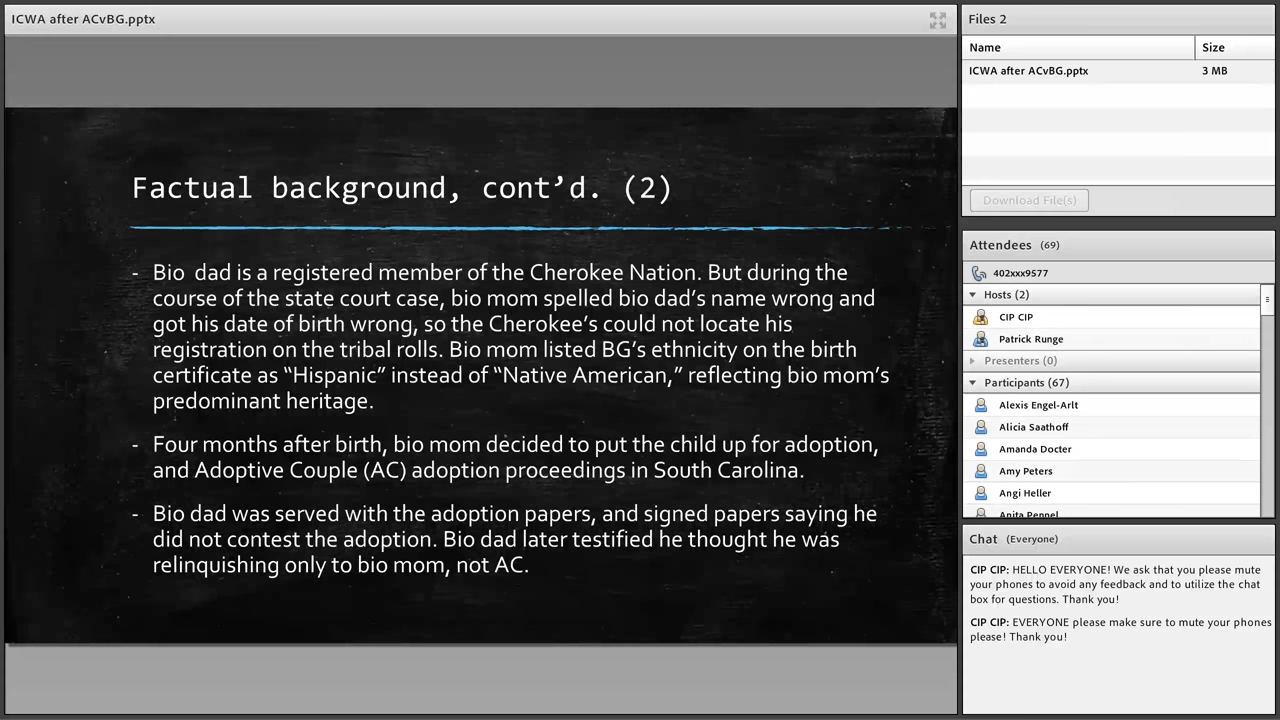 ICWA after ACvBG.pptx
Factual background, cont’d. (2)
- Bio  dad is a registered member of the Cherokee Nation. But during the
course of the state court case, bio mom spelled bio dad’s name wrong and
got his date of birth wrong, so the Cherokee’s could not locate his
registration on the tribal rolls. Bio mom listed BG’s ethnicity on the birth
certificate as “Hispanic” instead of “Native American,” reflecting bio mom’s
predominant heritage.
- Four months after birth, bio mom decided to put the child up for adoption,
and Adoptive Couple (AC) adoption proceedings in South Carolina.
- Bio dad was served with the adoption papers, and signed papers saying he
did not contest the adoption. Bio dad later testified he thought he was
relinquishing only to bio mom, not AC.
Files 2
Name Size
ICWA after ACvBG.pptx 3 MB
Download File(s)
Attendees (69)
402xxx9577
Hosts (2)
CIP CIP
Patrick Runge
Presenters (0)
Participants (67)
Alexis Engel-Arlt
Alicia Saathoff
Amanda Docter
Amy Peters
Angi Heller
Chat (Everyone)
CIP CIP: HELLO EVERYONE! We ask that you please mute
your phones to avoid any feedback and to utilize the chat
box for questions. Thank you!
CIP CIP: EVERYONE please make sure to mute your phones
please! Thank you!